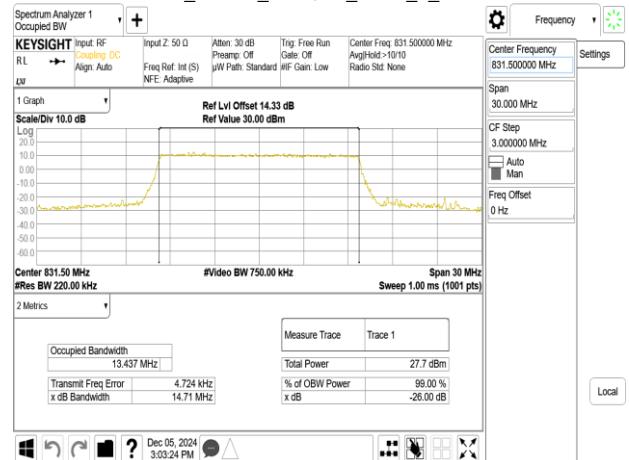 Spectrum Analyzer 1
Occupied BW
Frequency
KEYSIGHT
RL
Input: RF
Coupling: DC
Align: Auto
Input Z: 50 Ω
Freq Ref: Int (S)
NFE: Adaptive
Atten: 30 dB
Preamp: Off
µW Path: Standard
Trig: Free Run
Gate: Off
#IF Gain: Low
Center Freq: 831.500000 MHz
Avg|Hold:>10/10
Radio Std: None
Center Frequency
831.500000 MHz
Settings
Span
30.000 MHz
CF Step
3.000000 MHz
Auto
Man
Freq Offset
0 Hz
1 Graph
Scale/Div 10.0 dB
Ref Lvl Offset 14.33 dB
Ref Value 30.00 dBm
Log
20.0
10.0
0.00
-10.0
-20.0
-30.0
-40.0
-50.0
-60.0
Center 831.50 MHz
#Video BW 750.00 kHz
Span 30 MHz
#Res BW 220.00 kHz
Sweep 1.00 ms (1001 pts)
2 Metrics
Occupied Bandwidth
13.437 MHz
Transmit Freq Error 4.724 kHz
x dB Bandwidth 14.71 MHz
Measure Trace Trace 1
Total Power 27.7 dBm
% of OBW Power 99.00 %
x dB -26.00 dB
Local
?
Dec 05, 2024
3:03:24 PM